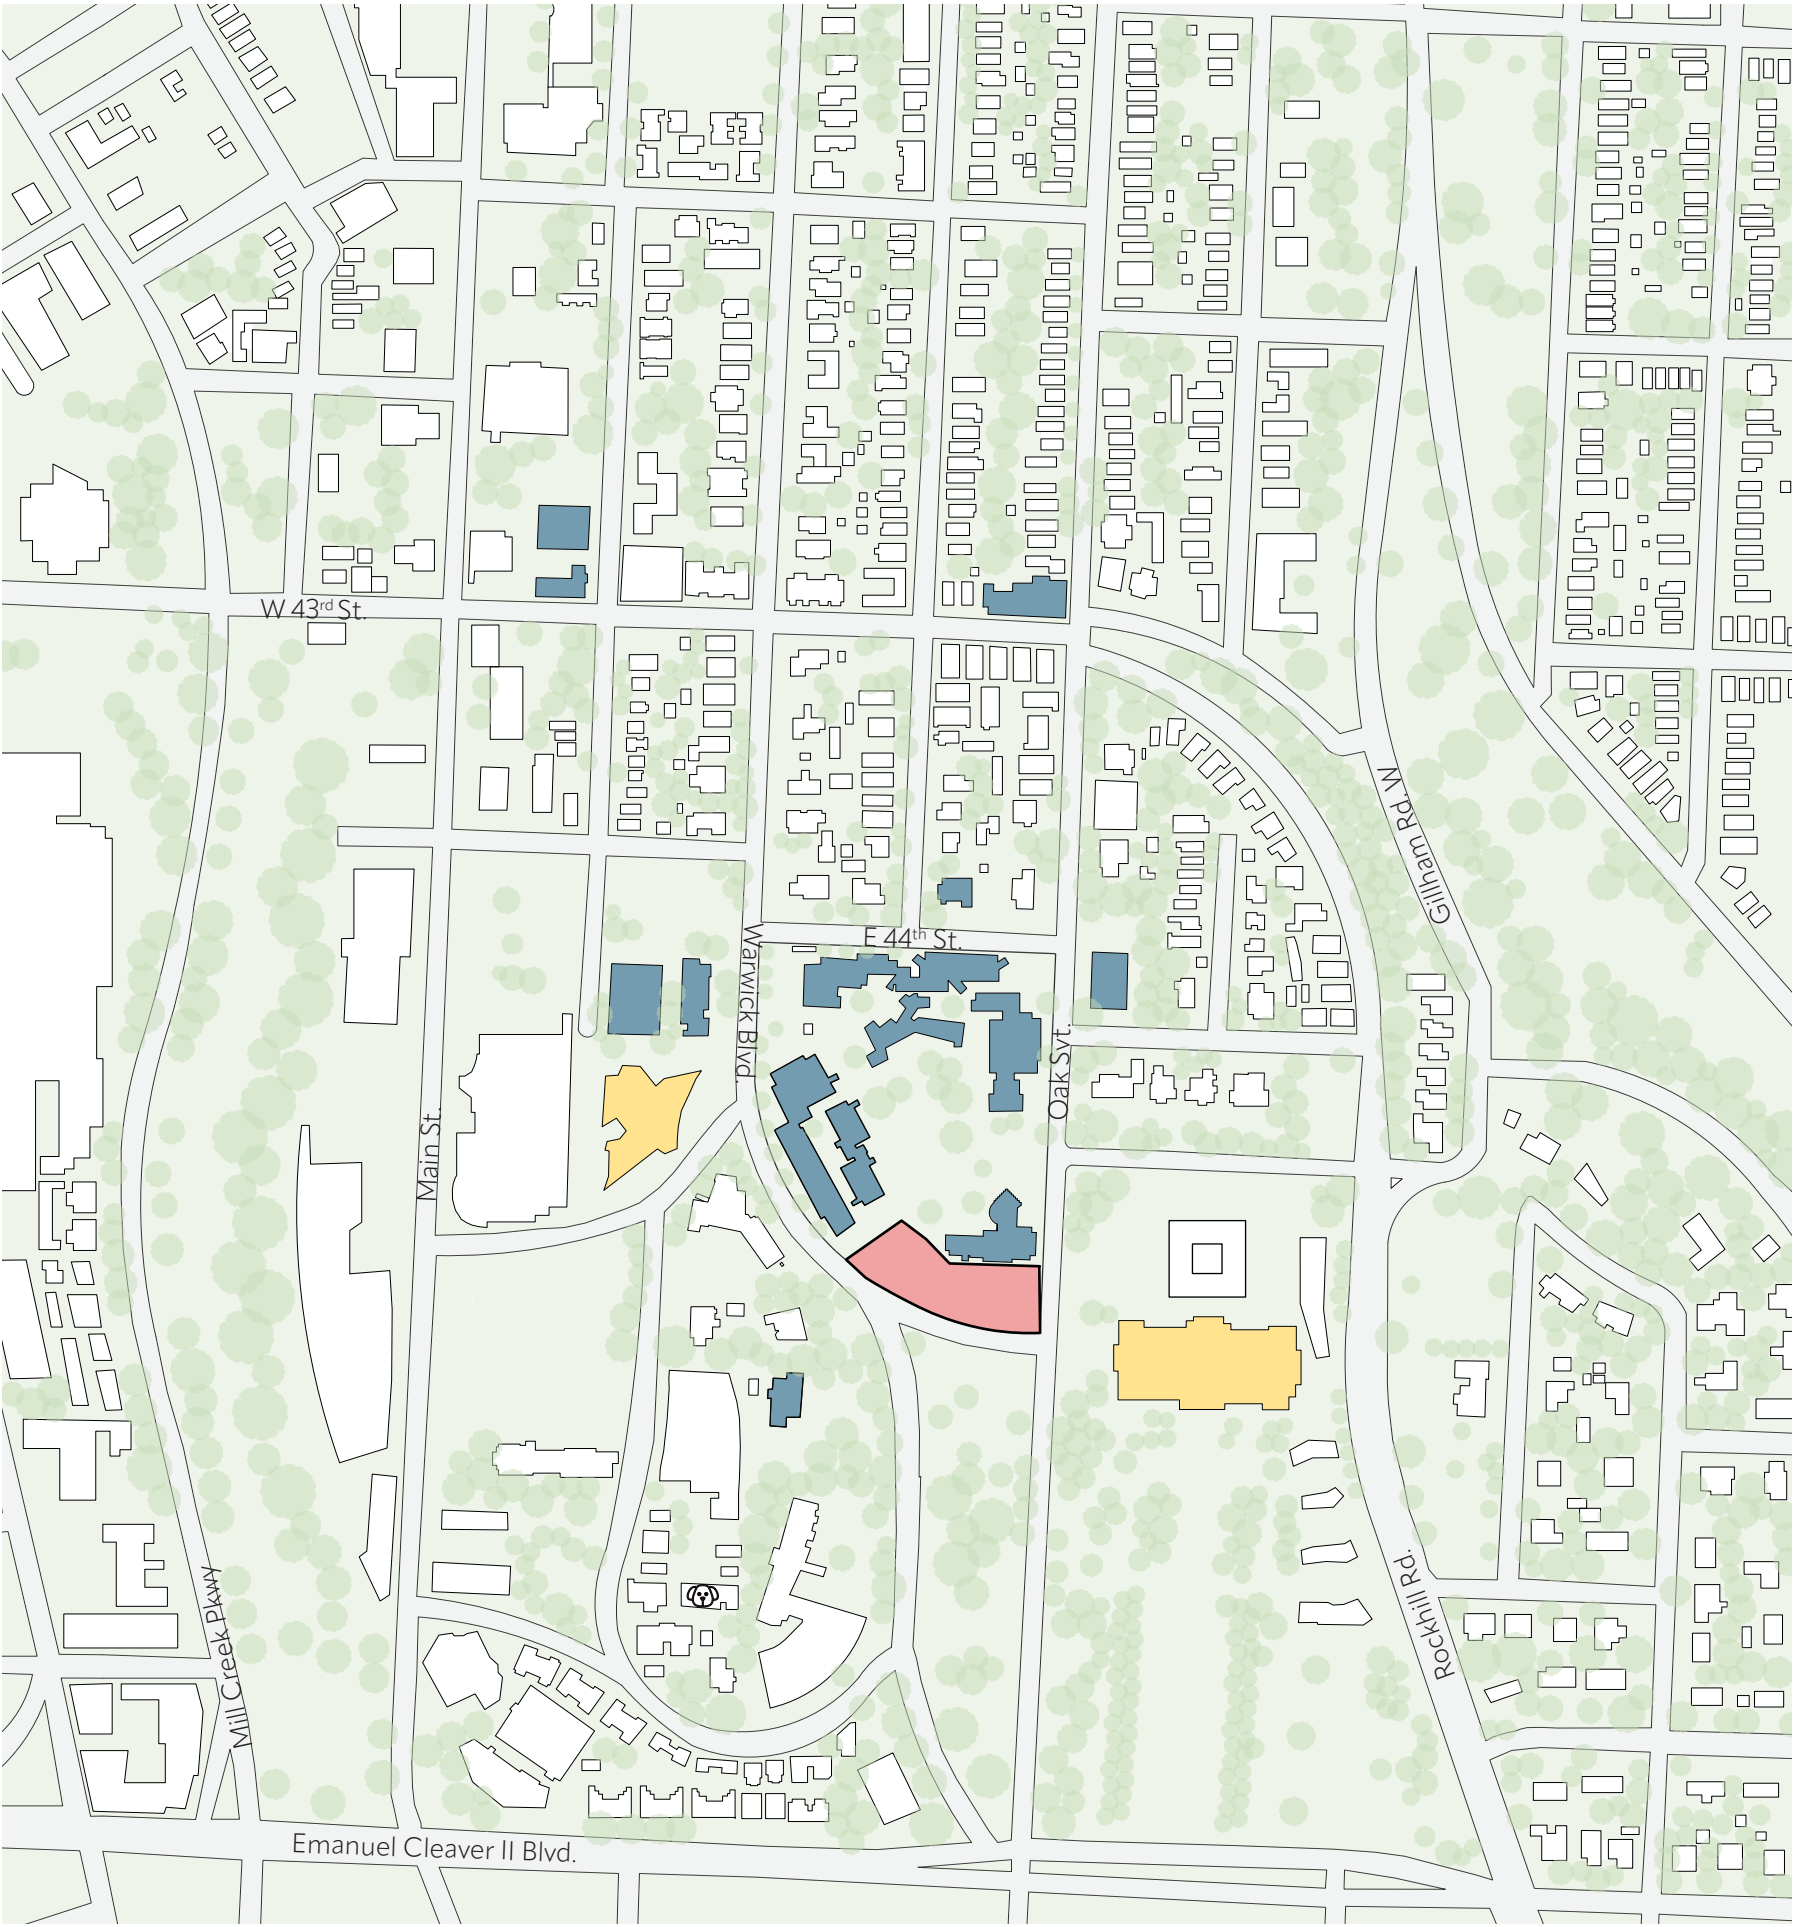 W 43rd St.
Gillham Rd. W
E 44th St.
Warwick Blvd.
Oak Svt.
Main St.
Rockhill Rd.
Mill Creek Pkwy
Emanuel Cleaver II Blvd.